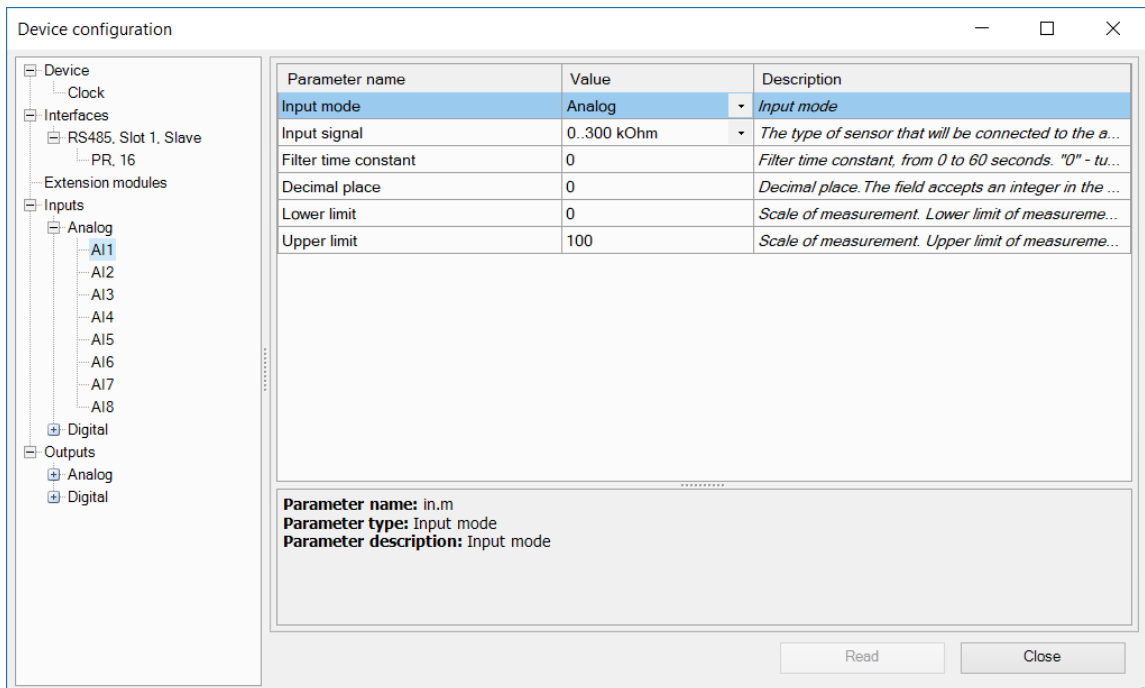 Device configuration
Device
Clock
Interfaces
RS485, Slot 1, Slave
PR, 16
Extension modules
Inputs
Analog
AI1
AI2
AI3
AI4
AI5
AI6
AI7
AI8
Digital
Outputs
Analog
Digital
Parameter name Value Description
Input mode Analog Input mode
Input signal 0..300 kOhm The type of sensor that will be connected to the a...
Filter time constant 0 Filter time constant, from 0 to 60 seconds. "0" - tu...
Decimal place 0 Decimal place.The field accepts an integer in the ...
Lower limit 0 Scale of measurement. Lower limit of measureme...
Upper limit 100 Scale of measurement. Upper limit of measureme...
Parameter name: in.m
Parameter type: Input mode
Parameter description: Input mode
Read Close